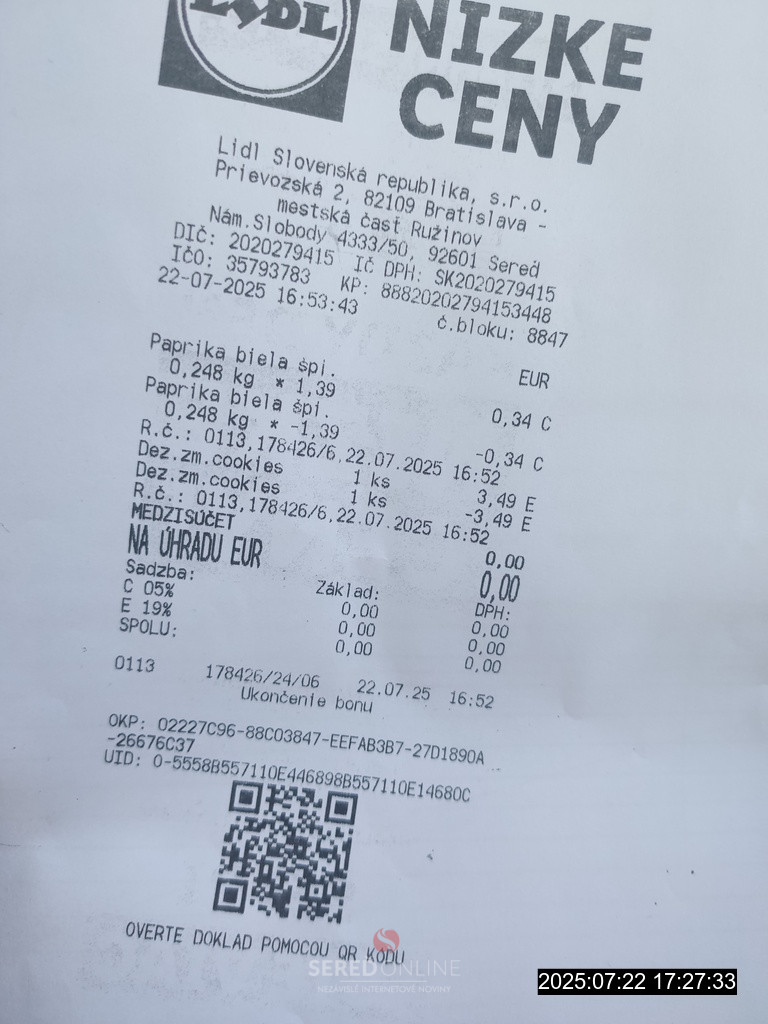 LIDL
NÍZKE
CENY
Lidl Slovenská republika, s.r.o.
Prievozská 2, 82109 Bratislava -
mestská časť Ružinov
Nám.Slobody 4333/50, 92601 Sereď
DIČ: 2020279415 IČ DPH: SK2020279415
IČO: 35793783 KP: 88820202794153448
22-07-2025 16:53:43 č.bloku: 8847
EUR
Paprika biela špi.
0,248 kg * 1,39 0,34 C
Paprika biela špi.
0,248 kg * -1,39 -0,34 C
R.č.: 0113,178426/6,22.07.2025 16:52
Dez.zm.cookies 1 ks 3,49 E
Dez.zm.cookies 1 ks -3,49 E
R.č.: 0113,178426/6,22.07.2025 16:52
MEDZISÚČET 0,00
NA ÚHRADU EUR 0,00
Sadzba: Základ: DPH:
C 05% 0,00 0,00
E 19% 0,00 0,00
SPOLU: 0,00 0,00
0113 178426/24/06 22.07.25 16:52
Ukončenie bonu
OKP: 02227C96-88C03847-EEFAB3B7-27D1890A
-26676C37
UID: O-5558B557110E446898B557110E14680C
OVERTE DOKLAD POMOCOU QR KÓDU
SEREDONLINE
NEZÁVISLÉ INTERNETOVÉ NOVINY
2025:07:22 17:27:33